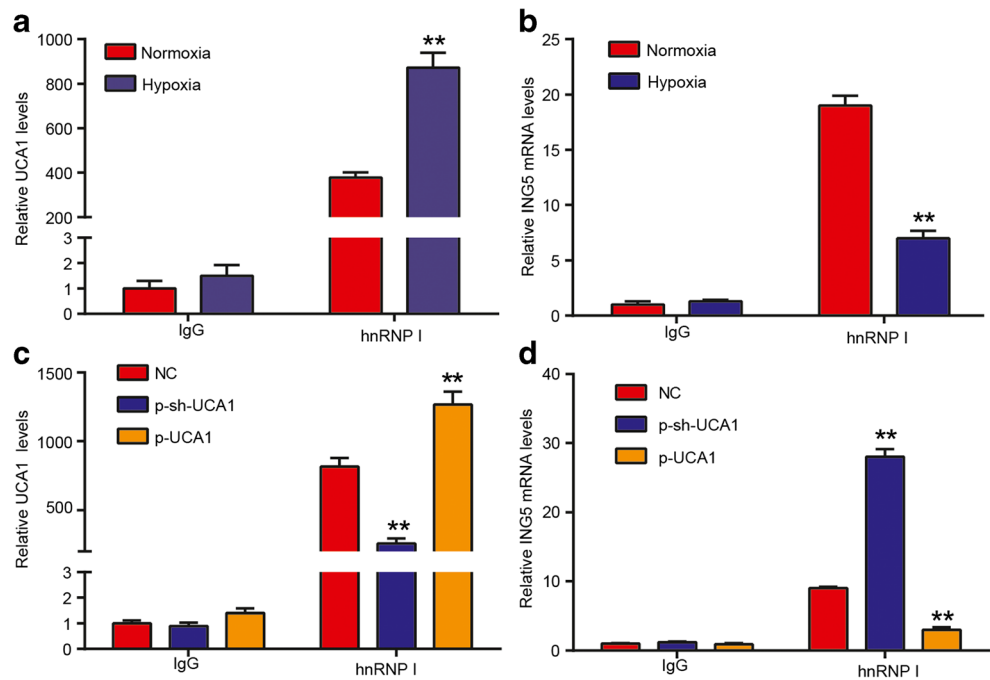 a
Relative UCA1 levels
1000
800
600
400
200
3
2
1
0
Normoxia
Hypoxia
**
IgG
hnRNP I
b
Relative ING5 mRNA levels
25
20
15
10
5
0
Normoxia
Hypoxia
**
IgG
hnRNP I
c
Relative UCA1 levels
1500
1000
500
3
2
1
0
NC
p-sh-UCA1
p-UCA1
**
**
IgG
hnRNP I
d
Relative ING5 mRNA levels
40
30
20
10
0
NC
p-sh-UCA1
p-UCA1
**
**
IgG
hnRNP I